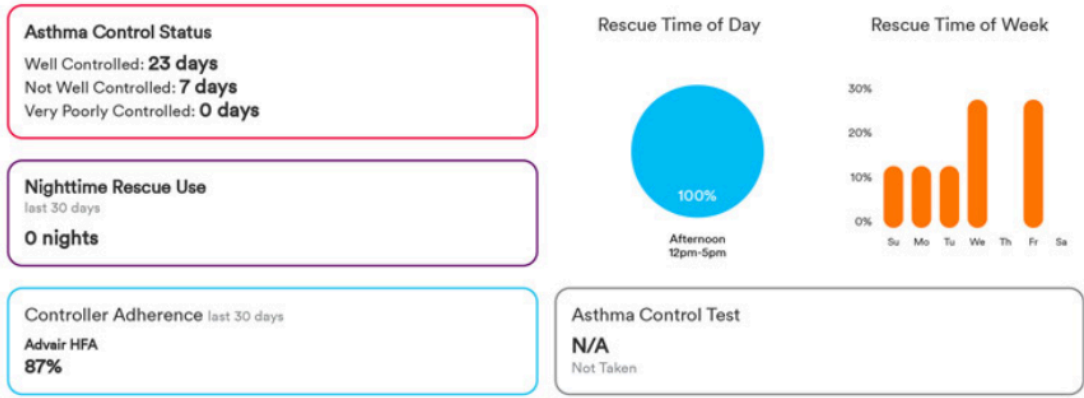 Asthma Control Status
Well Controlled: 23 days
Not Well Controlled: 7 days
Very Poorly Controlled: 0 days
Nighttime Rescue Use
last 30 days
0 nights
Controller Adherence last 30 days
Advair HFA
87%
Rescue Time of Day
100%
Afternoon
12pm-5pm
Rescue Time of Week
30%
20%
10%
0%
Su Mo Tu We Th Fr Sa
Asthma Control Test
N/A
Not Taken